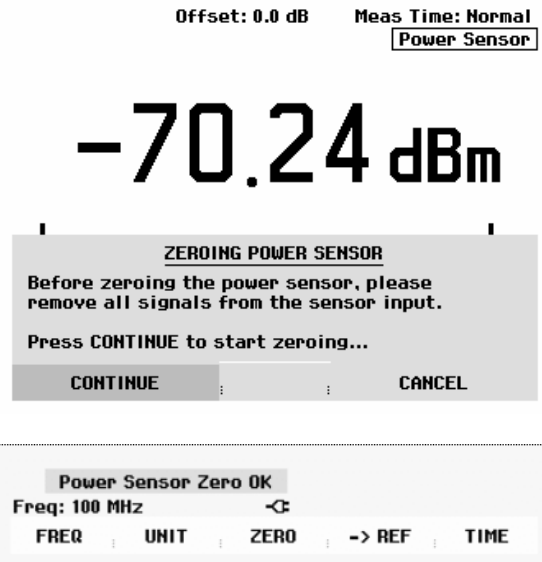 Offset: 0.0 dB Meas Time: Normal
Power Sensor
-70.24 dBm
ZEROING POWER SENSOR
Before zeroing the power sensor, please
remove all signals from the sensor input.
Press CONTINUE to start zeroing...
CONTINUE CANCEL
Power Sensor Zero OK
Freq: 100 MHz
FREQ UNIT ZERO -> REF TIME